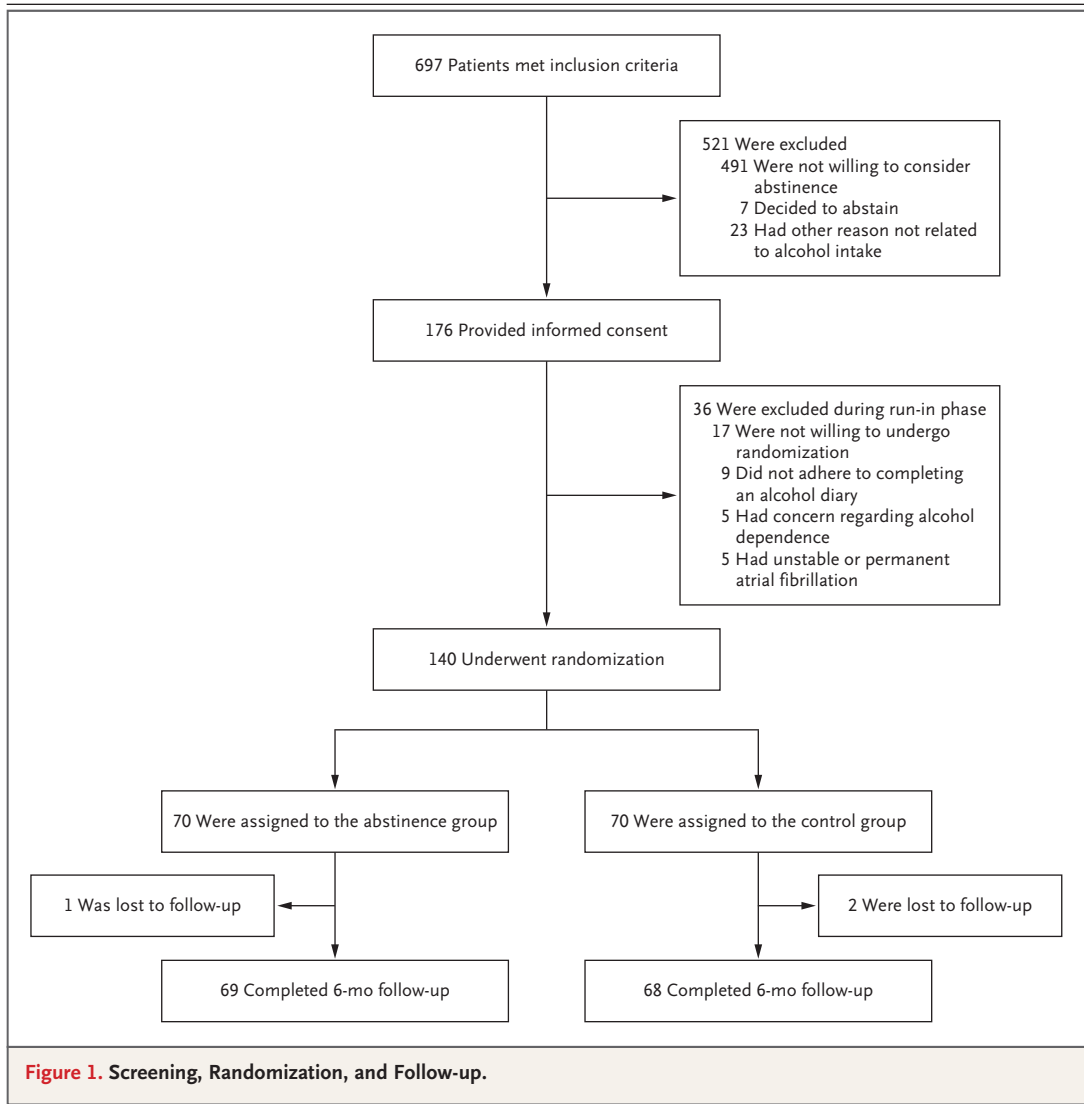 697 Patients met inclusion criteria
521 Were excluded
491 Were not willing to consider
abstinence
7 Decided to abstain
23 Had other reason not related
to alcohol intake
176 Provided informed consent
36 Were excluded during run-in phase
17 Were not willing to undergo
randomization
9 Did not adhere to completing
an alcohol diary
5 Had concern regarding alcohol
dependence
5 Had unstable or permanent
atrial fibrillation
140 Underwent randomization
70 Were assigned to the abstinence group
70 Were assigned to the control group
1 Was lost to follow-up
2 Were lost to follow-up
69 Completed 6-mo follow-up
68 Completed 6-mo follow-up
Figure 1. Screening, Randomization, and Follow-up.